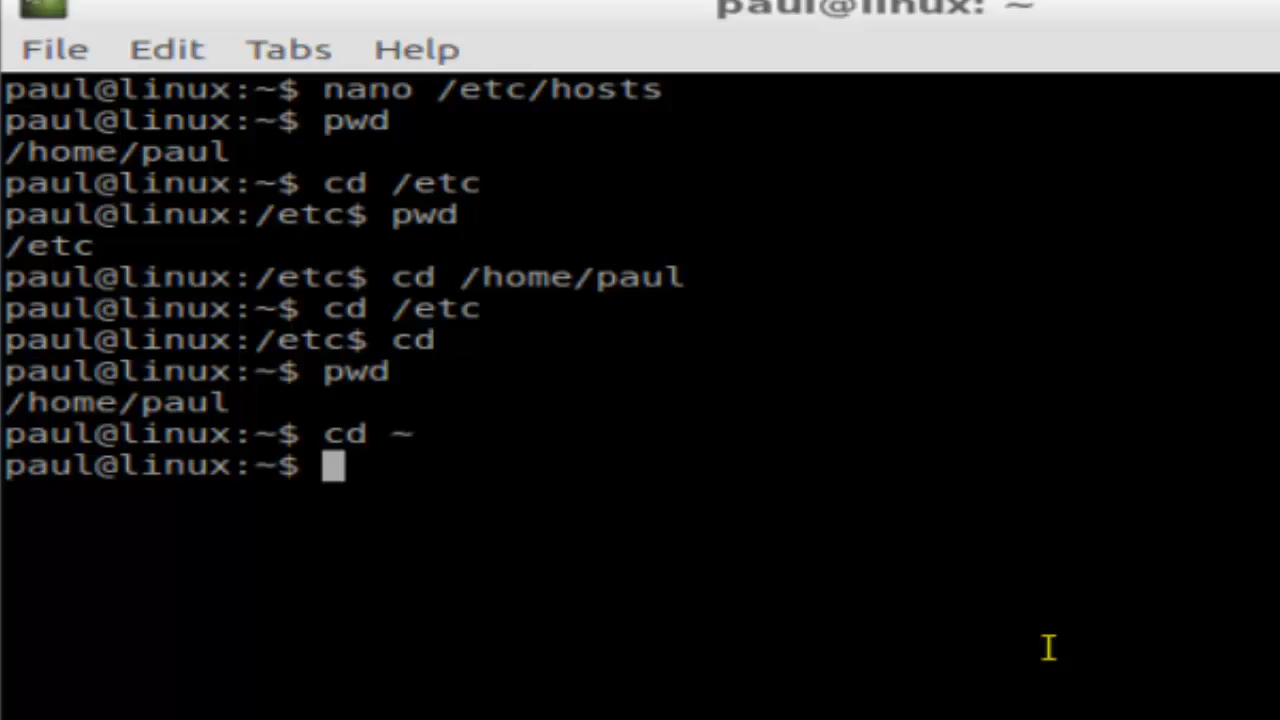 paul@linux: ~
File Edit Tabs Help
paul@linux:~$ nano /etc/hosts
paul@linux:~$ pwd
/home/paul
paul@linux:~$ cd /etc
paul@linux:/etc$ pwd
/etc
paul@linux:/etc$ cd /home/paul
paul@linux:~$ cd /etc
paul@linux:/etc$ cd
paul@linux:~$ pwd
/home/paul
paul@linux:~$ cd ~
paul@linux:~$